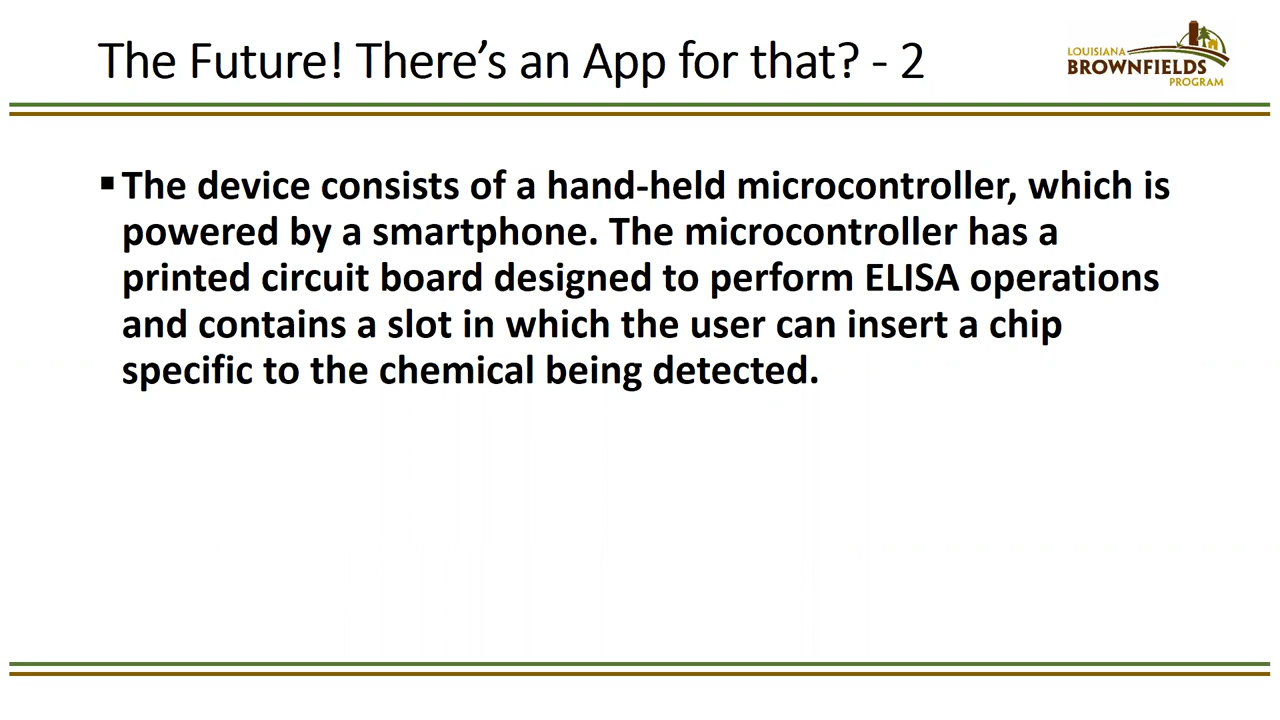 The Future! There’s an App for that? - 2
LOUISIANA
BROWNFIELDS
PROGRAM
▪ The device consists of a hand-held microcontroller, which is
powered by a smartphone. The microcontroller has a
printed circuit board designed to perform ELISA operations
and contains a slot in which the user can insert a chip
specific to the chemical being detected.